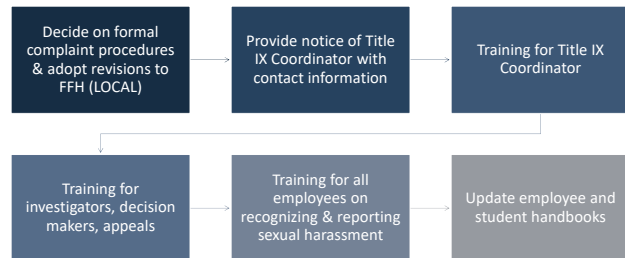 Decide on formal
complaint procedures
& adopt revisions to
FFH (LOCAL)
Provide notice of Title
IX Coordinator with
contact information
Training for Title IX
Coordinator
Training for
investigators, decision
makers, appeals
Training for all
employees on
recognizing & reporting
sexual harassment
Update employee and
student handbooks